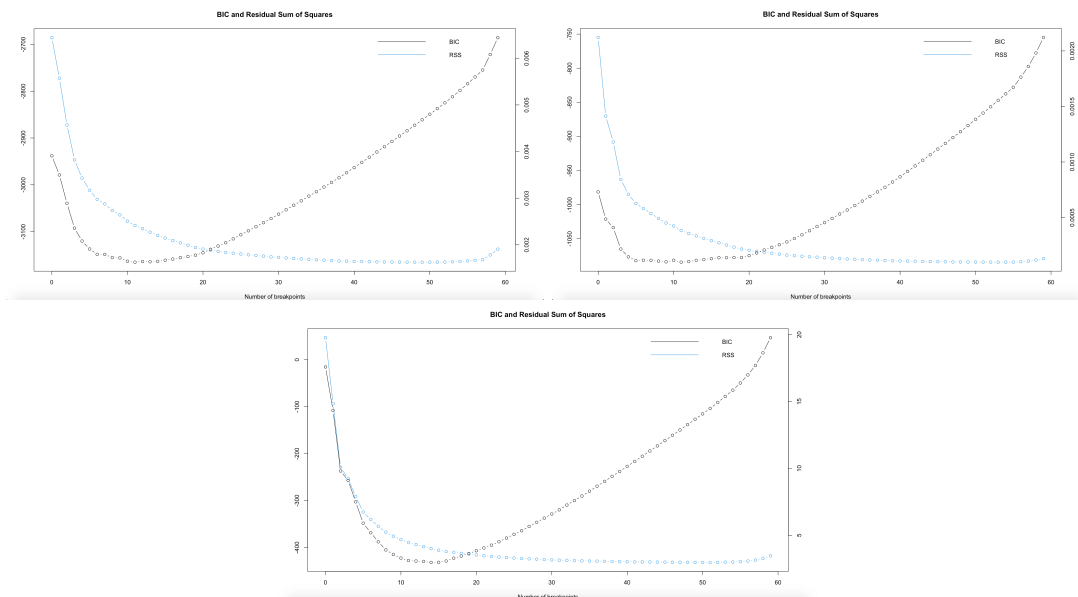 BIC and Residual Sum of Squares
BIC
RSS
-2700
-2800
-2900
-3000
-3100
0.006
0.005
0.004
0.003
0.002
0 10 20 30 40 50 60
Number of breakpoints
BIC and Residual Sum of Squares
BIC
RSS
-750
-800
-850
-900
-950
-1000
-1050
0.0020
0.0015
0.0010
0.0005
0 10 20 30 40 50 60
Number of breakpoints
BIC and Residual Sum of Squares
BIC
RSS
0
-100
-200
-300
-400
20
15
10
5
0 10 20 30 40 50 60
Number of breakpoints